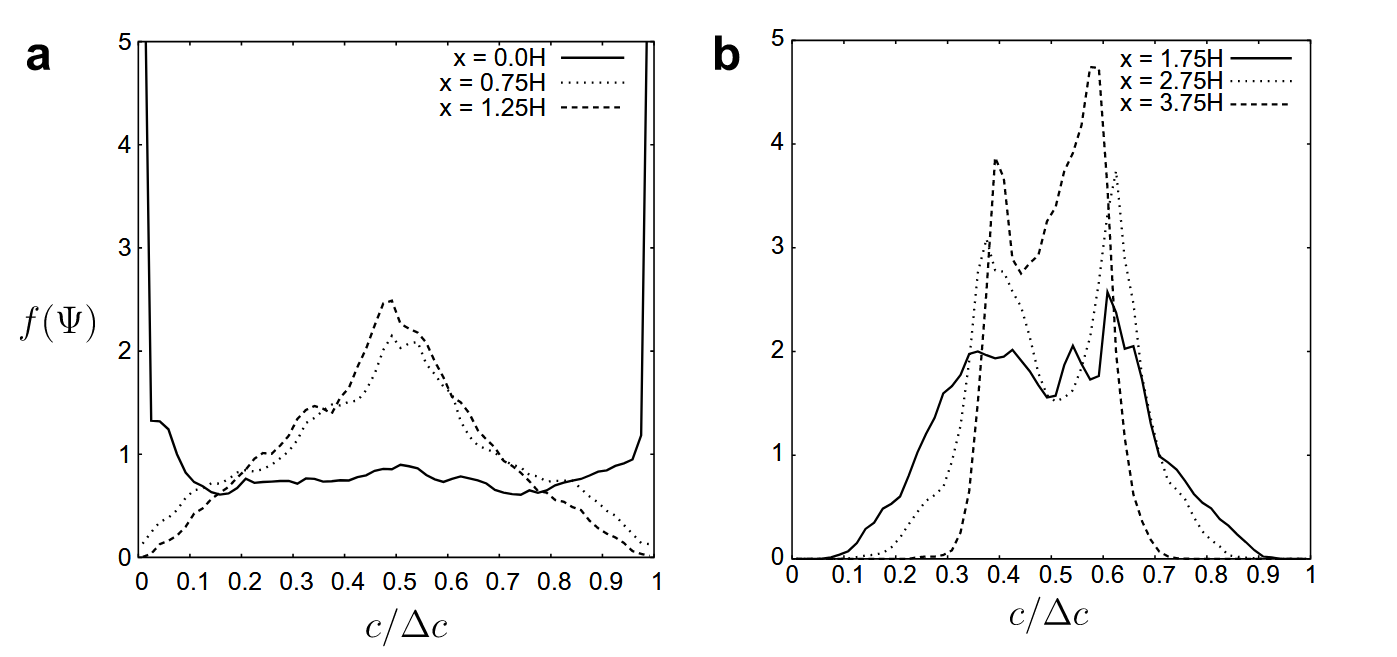 a
5
4
3
2
1
0
f(Ψ)
x = 0.0H
x = 0.75H
x = 1.25H
0 0.1 0.2 0.3 0.4 0.5 0.6 0.7 0.8 0.9 1
c/Δc
b
5
4
3
2
1
0
x = 1.75H
x = 2.75H
x = 3.75H
0 0.1 0.2 0.3 0.4 0.5 0.6 0.7 0.8 0.9 1
c/Δc